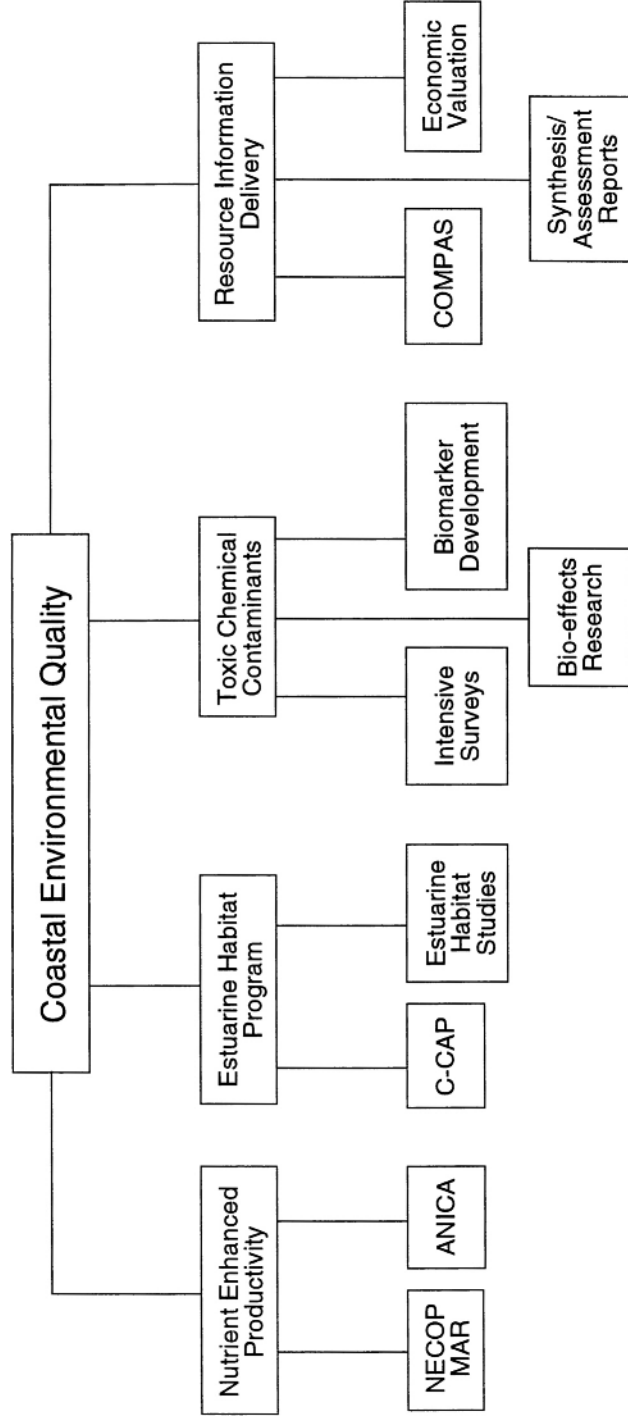 Coastal Environmental Quality
Nutrient Enhanced
Productivity
Estuarine Habitat
Program
Toxic Chemical
Contaminants
Resource Information
Delivery
NECOP
MAR
ANICA
C-CAP
Estuarine
Habitat
Studies
Intensive
Surveys
Biomarker
Development
COMPAS
Economic
Valuation
Bio-effects
Research
Synthesis/
Assessment
Reports